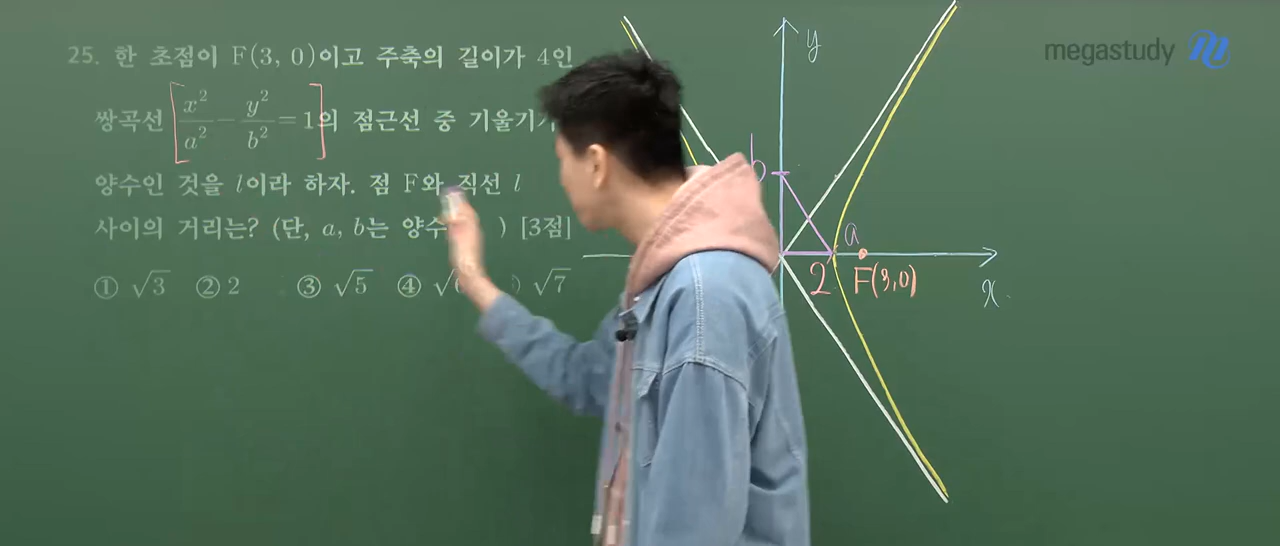 25. 한 초점이 F(3, 0)이고 주축의 길이가 4인
쌍곡선 [x²/a² - y²/b² = 1]의 점근선 중 기울기가
양수인 것을 l이라 하자. 점 F와 직선 l
사이의 거리는? (단, a, b는 양수 ) [3점]
① √3 ② 2 ③ √5 ④ √6 √7
megastudy
y
b
a
2 F(3,0)
x